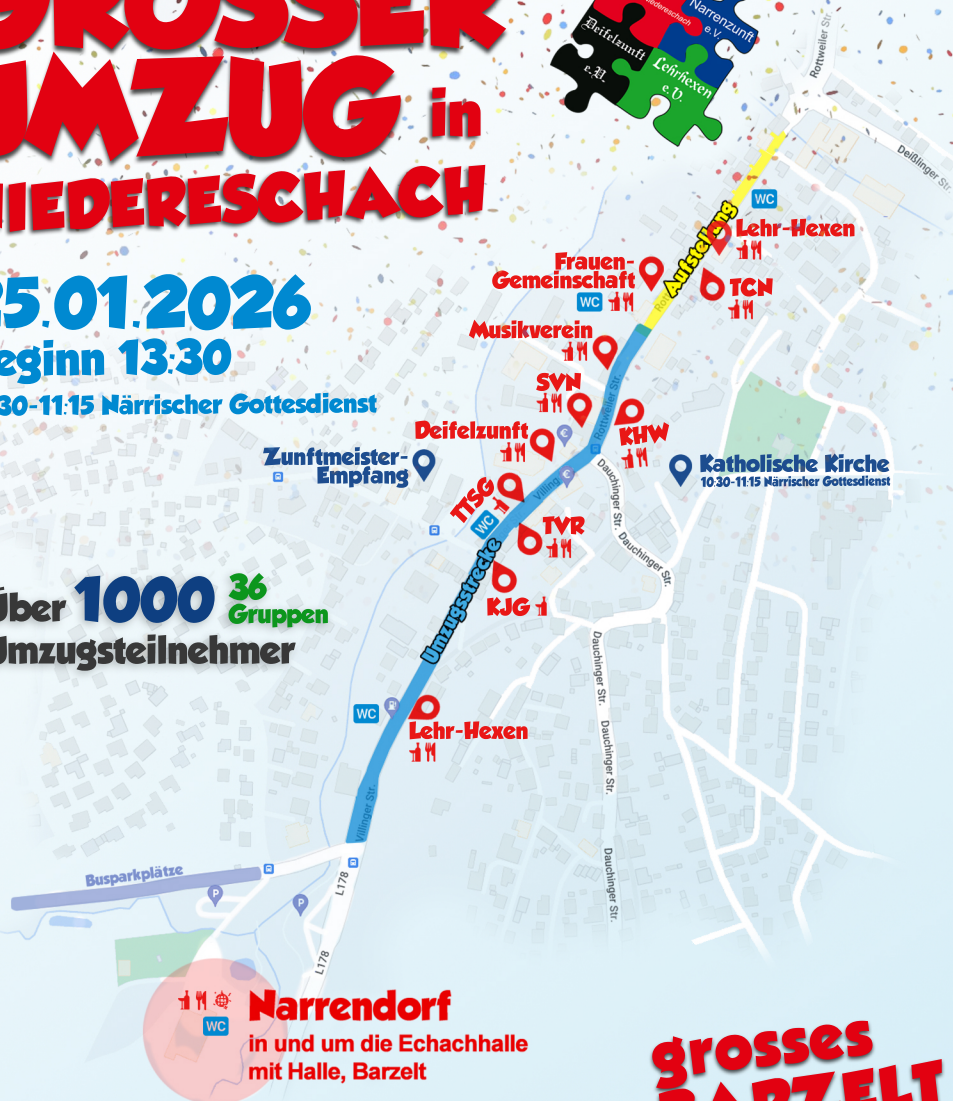 GROSSER
UMZUG in
NIEDERESCHACH
Niedereschach
Narrenzunft
e.V.
Deifelzunft
e.V.
Lehrhexen
e.V.
Rottweiler Str.
Deißlinger Str.
25.01.2026
Beginn 13:30
30-11:15 Närrischer Gottesdienst
WC
Lehr-Hexen
Aufstellung
Frauen-
Gemeinschaft
WC
TCN
Musikverein
SVN
Rottweiler Str.
KHW
Deifelzunft
Zunftmeister-
Empfang
Katholische Kirche
10:30-11:15 Närrischer Gottesdienst
TTSG
Villing
WC
TVR
Dauchinger Str.
Dauchinger Str.
Umzugsstrecke
KJG
über 1000 36
Gruppen
Umzugsteilnehmer
Dauchinger Str.
WC
Lehr-Hexen
Dauchinger Str.
Villinger Str.
Busparkplätze
P
P
L178
Dauchinger Str.
L178
WC
Narrendorf
in und um die Echachhalle
mit Halle, Barzelt
grosses
BARZELT